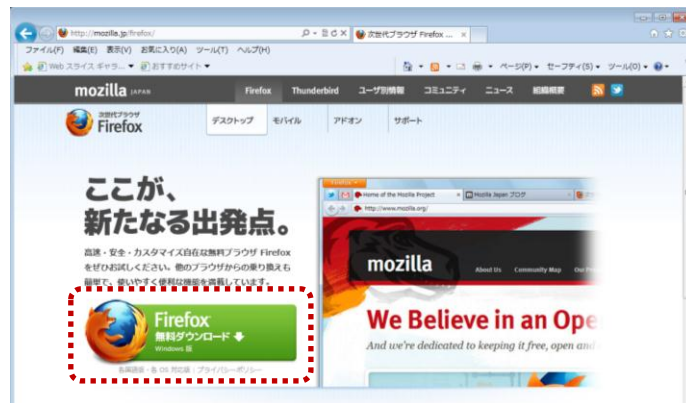 http://mozilla.jp/firefox/
次世代ブラウザ Firefox ...
ファイル(F) 編集(E) 表示(V) お気に入り(A) ツール(T) ヘルプ(H)
Web スライス ギャラ... おすすめサイト ページ(P) セーフティ(S) ツール(O)
mozilla JAPAN Firefox Thunderbird ユーザ別情報 コミュニティ ニュース 組織概要
次世代ブラウザ
Firefox
デスクトップ モバイル アドオン サポート
ここが、
新たなる出発点。
高速・安全・カスタマイズ自在な無料ブラウザ Firefox
をぜひお試しください。他のブラウザからの乗り換えも
簡単で、使いやすく便利な機能を満載しています。
Firefox
無料ダウンロード
Windows 版
各言語版・各 OS 対応版 : プライバシーポリシー
Firefox
Home of the Mozilla Project Mozilla Japan ブログ
http://www.mozilla.org/
mozilla
About Us Community Map
We Believe in an Ope
And we're dedicated to keeping it free, open and